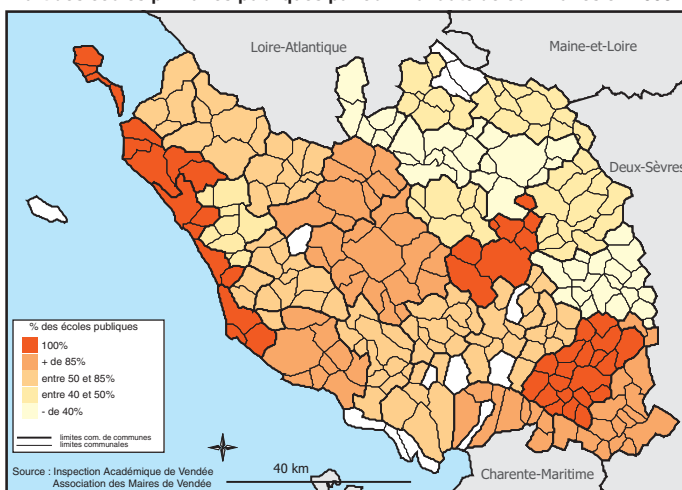 Loire-Atlantique
Maine-et-Loire
Deux-Sèvres
% des écoles publiques
100%
+ de 85%
entre 50 et 85%
entre 40 et 50%
- de 40%
limites com. de communes
limites communales
Source : Inspection Académique de Vendée
Association des Maires de Vendée
40 km
Charente-Maritime